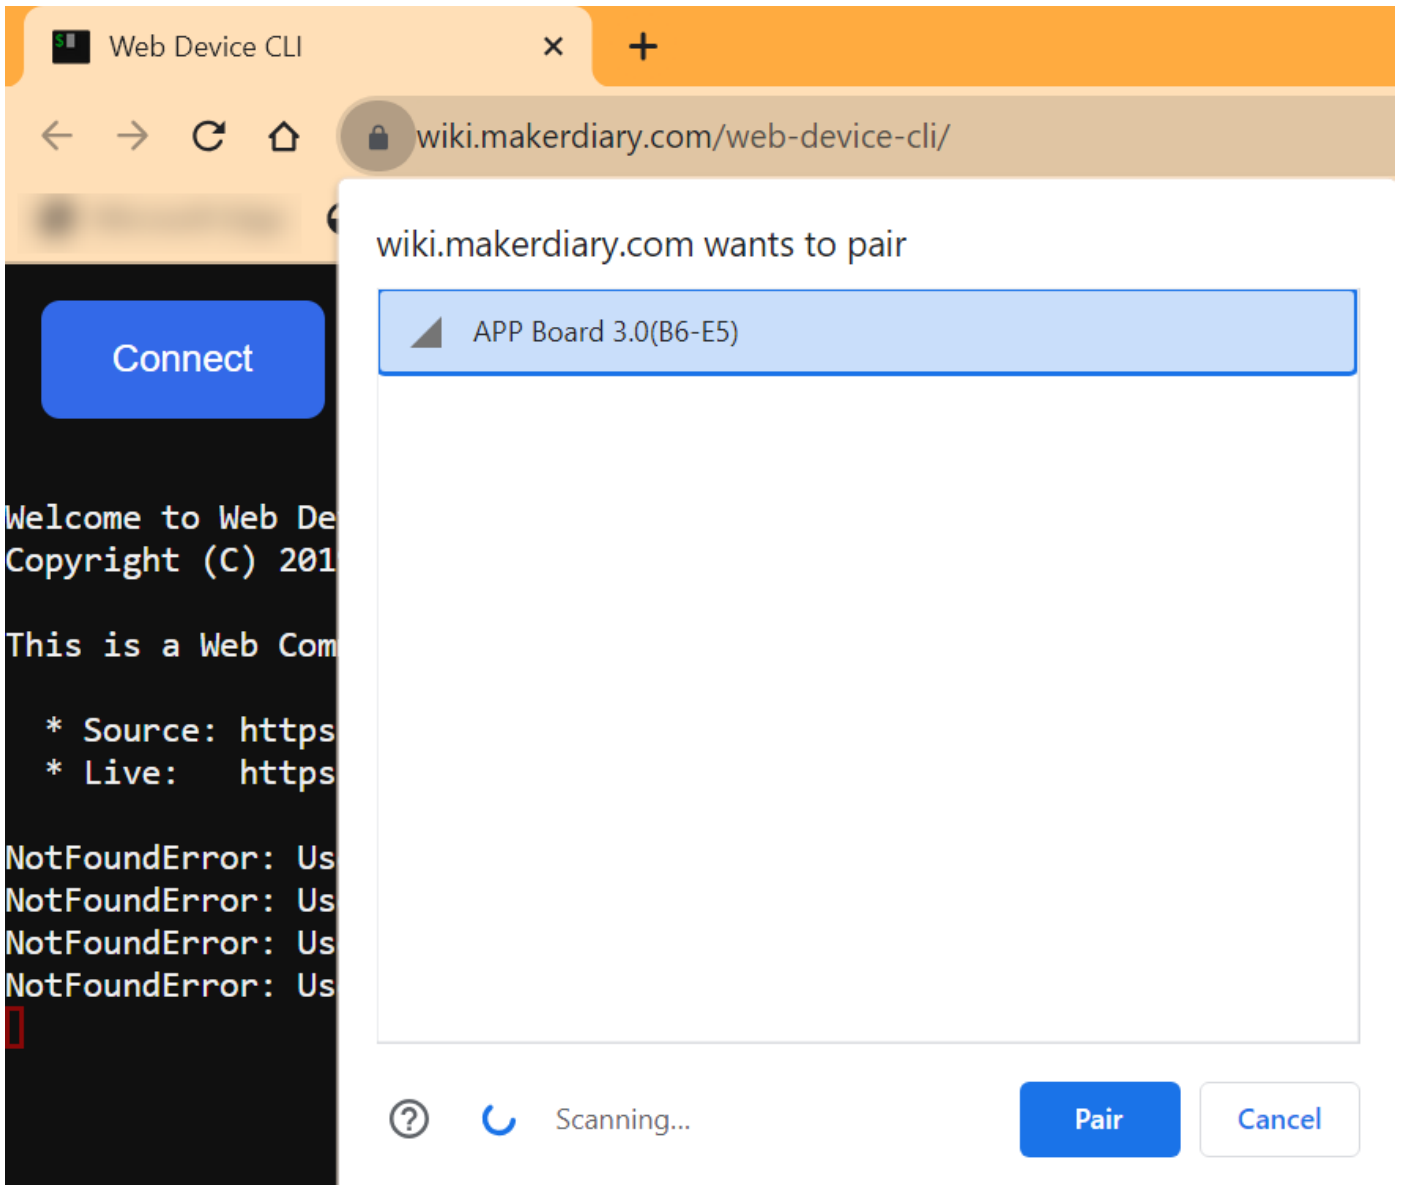 Web Device CLI
wiki.makerdiary.com/web-device-cli/
wiki.makerdiary.com wants to pair
APP Board 3.0(B6-E5)
Connect
Welcome to Web De
Copyright (C) 201
This is a Web Com
* Source: https
* Live: https
NotFoundError: Us
NotFoundError: Us
NotFoundError: Us
NotFoundError: Us
Scanning...
Pair
Cancel